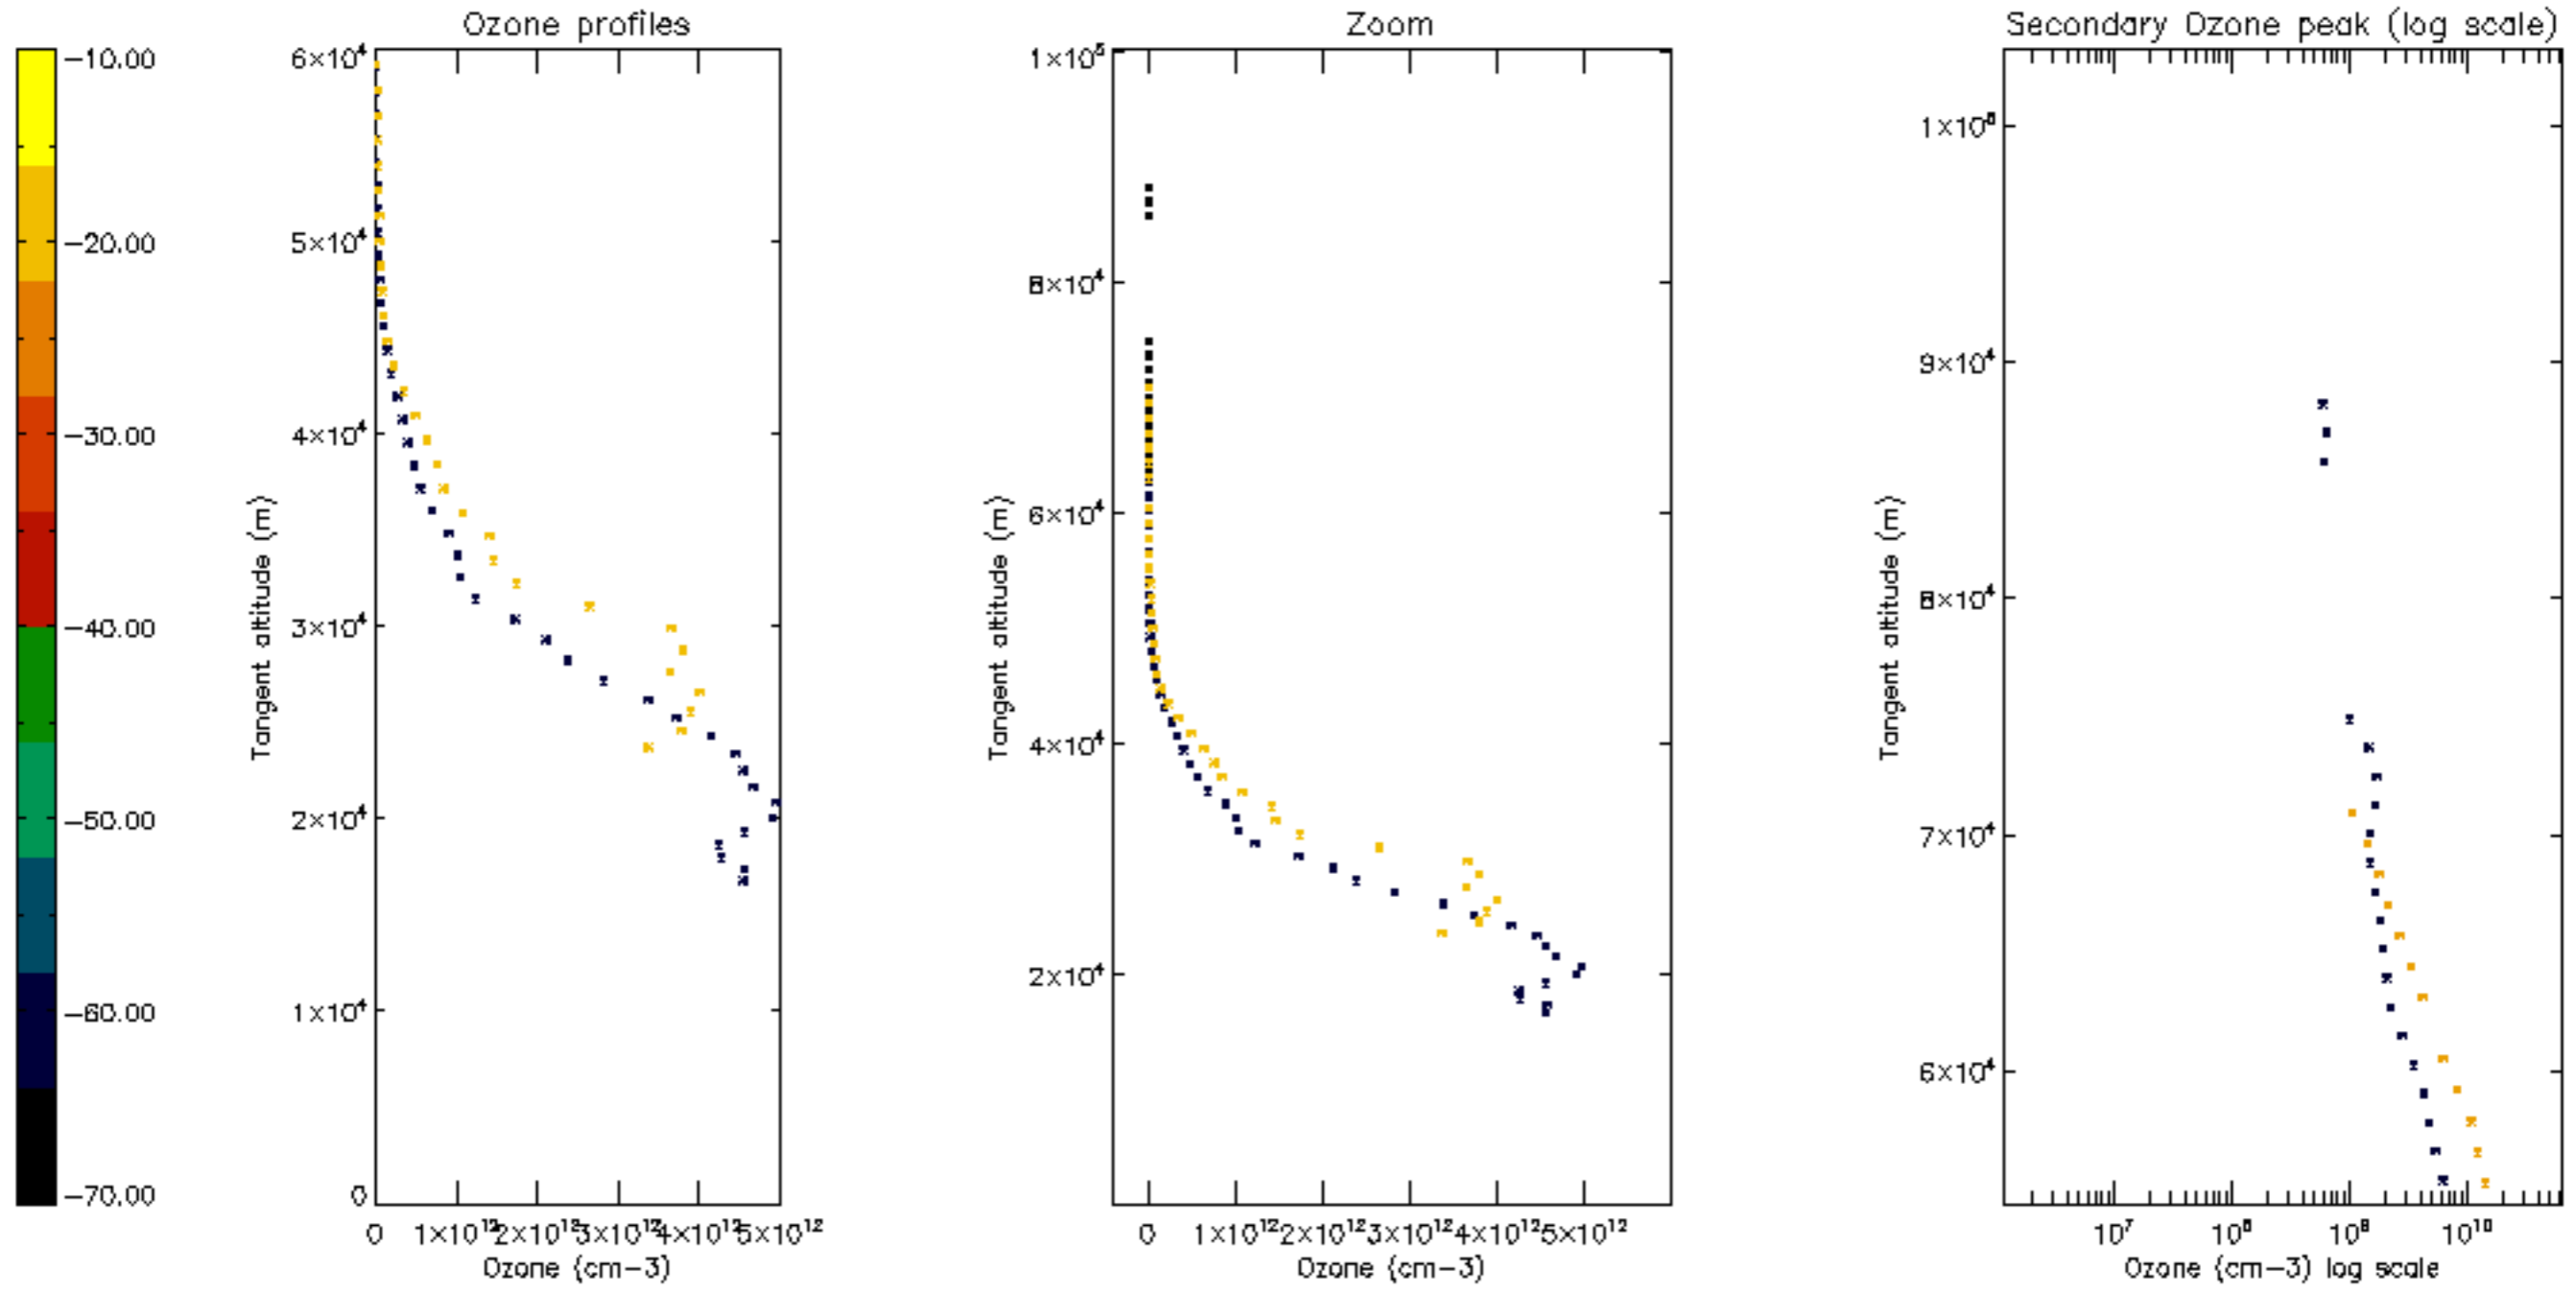 Ozone profiles
Zoom
Secondary Ozone peak (log scale)
−10.00
−20.00
−30.00
−40.00
−50.00
−60.00
−70.00
Tangent altitude (m)
6×10⁴
5×10⁴
4×10⁴
3×10⁴
2×10⁴
1×10⁴
0
0 1×10¹² 2×10¹² 3×10¹² 4×10¹² 5×10¹²
Ozone (cm−3)
Tangent altitude (m)
1×10⁵
8×10⁴
6×10⁴
4×10⁴
2×10⁴
0 1×10¹² 2×10¹² 3×10¹² 4×10¹² 5×10¹²
Ozone (cm−3)
Tangent altitude (m)
1×10⁵
9×10⁴
8×10⁴
7×10⁴
6×10⁴
10⁷ 10⁸ 10⁹ 10¹⁰
Ozone (cm−3) log scale